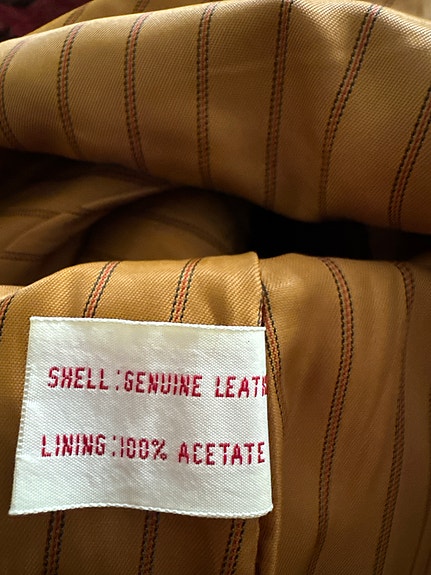 SHELL:GENUINE LEATH
LINING:100% ACETATE